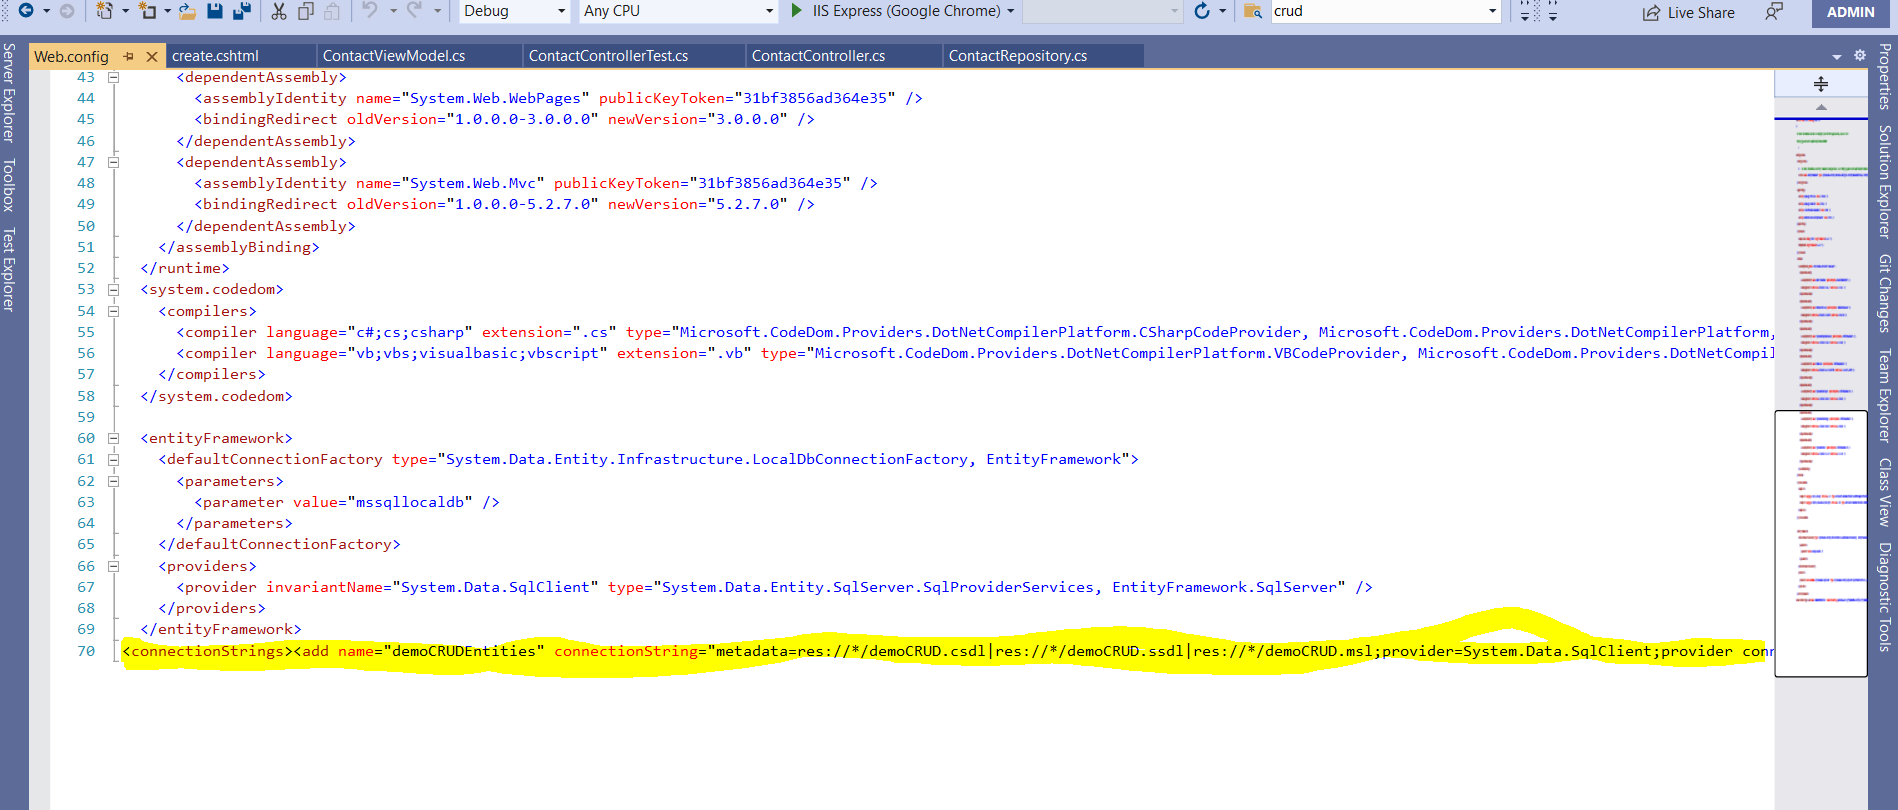 Debug Any CPU IIS Express (Google Chrome) crud Live Share ADMIN
Web.config create.cshtml ContactViewModel.cs ContactControllerTest.cs ContactController.cs ContactRepository.cs
Server Explorer
Toolbox
Test Explorer
43 <dependentAssembly>
44 <assemblyIdentity name="System.Web.WebPages" publicKeyToken="31bf3856ad364e35" />
45 <bindingRedirect oldVersion="1.0.0.0-3.0.0.0" newVersion="3.0.0.0" />
46 </dependentAssembly>
47 <dependentAssembly>
48 <assemblyIdentity name="System.Web.Mvc" publicKeyToken="31bf3856ad364e35" />
49 <bindingRedirect oldVersion="1.0.0.0-5.2.7.0" newVersion="5.2.7.0" />
50 </dependentAssembly>
51 </assemblyBinding>
52 </runtime>
53 <system.codedom>
54 <compilers>
55 <compiler language="c#;cs;csharp" extension=".cs" type="Microsoft.CodeDom.Providers.DotNetCompilerPlatform.CSharpCodeProvider, Microsoft.CodeDom.Providers.DotNetCompilerPlatform,
56 <compiler language="vb;vbs;visualbasic;vbscript" extension=".vb" type="Microsoft.CodeDom.Providers.DotNetCompilerPlatform.VBCodeProvider, Microsoft.CodeDom.Providers.DotNetCompil
57 </compilers>
58 </system.codedom>
59
60 <entityFramework>
61 <defaultConnectionFactory type="System.Data.Entity.Infrastructure.LocalDbConnectionFactory, EntityFramework">
62 <parameters>
63 <parameter value="mssqllocaldb" />
64 </parameters>
65 </defaultConnectionFactory>
66 <providers>
67 <provider invariantName="System.Data.SqlClient" type="System.Data.Entity.SqlServer.SqlProviderServices, EntityFramework.SqlServer" />
68 </providers>
69 </entityFramework>
70 <connectionStrings><add name="demoCRUDEntities" connectionString="metadata=res://*/demoCRUD.csdl|res://*/demoCRUD.ssdl|res://*/demoCRUD.msl;provider=System.Data.SqlClient;provider con
Properties
Solution Explorer
Git Changes
Team Explorer
Class View
Diagnostic Tools